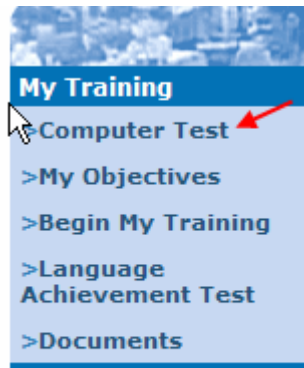 My Training
>Computer Test
>My Objectives
>Begin My Training
>Language
Achievement Test
>Documents